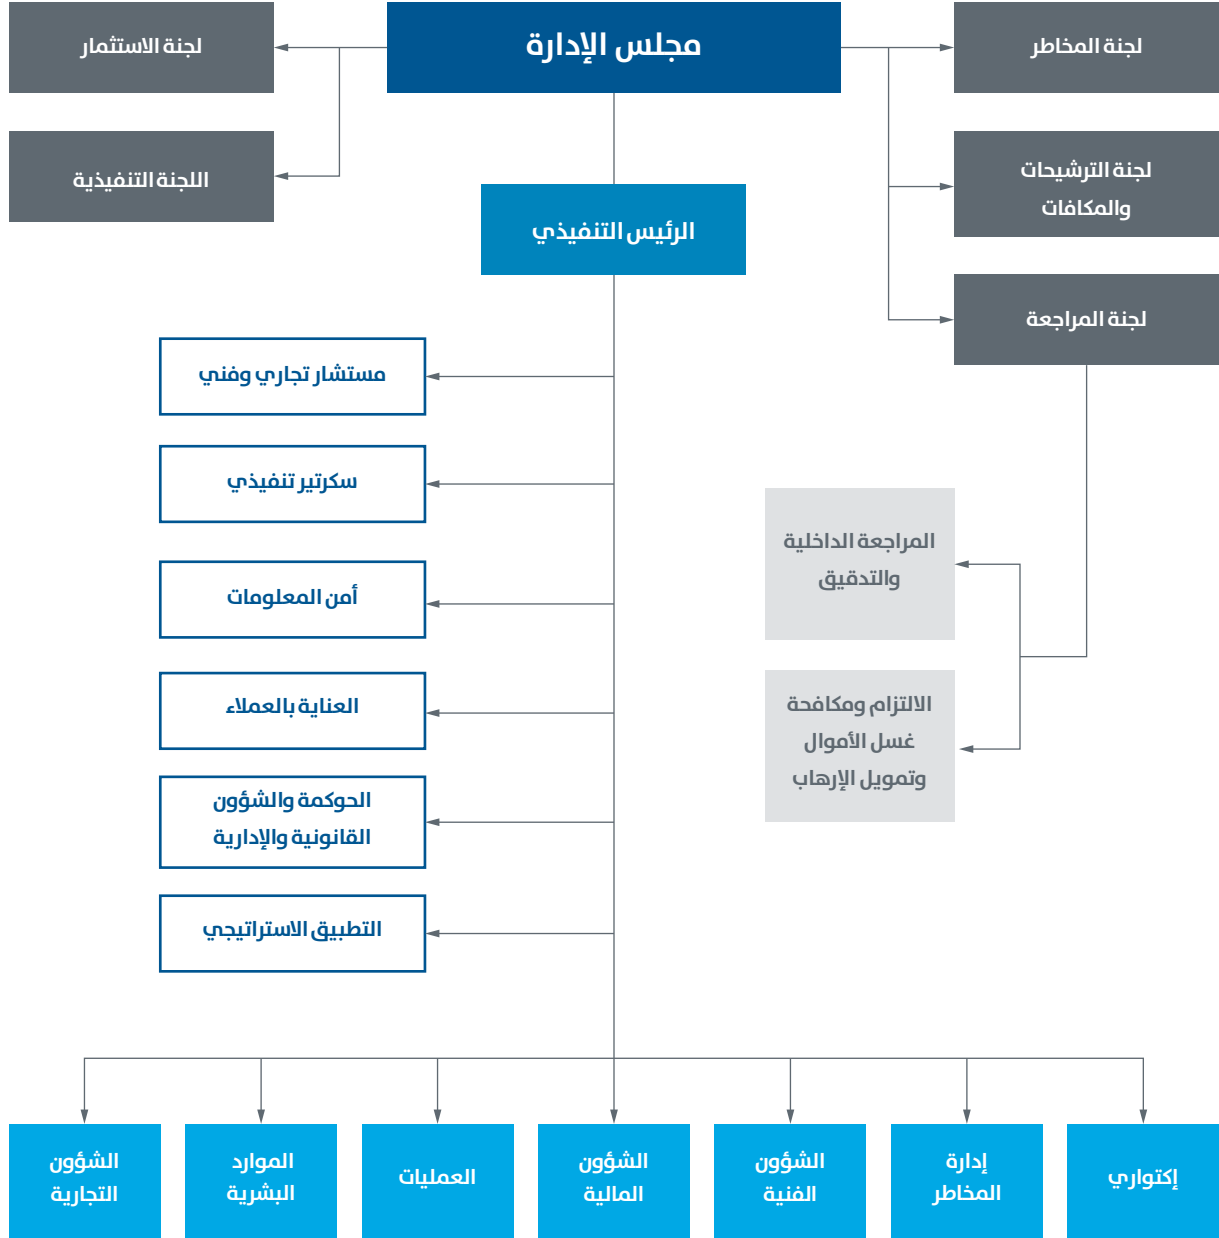 مجلس الإدارة
لجنة المخاطر
لجنة الاستثمار
لجنة الترشيحات
والمكافات
اللجنة التنفيذية
الرئيس التنفيذي
لجنة المراجعة
مستشار تجاري وفني
سكرتير تنفيذي
أمن المعلومات
العناية بالعملاء
الحوكمة والشؤون
القانونية والإدارية
التطبيق الاستراتيجي
المراجعة الداخلية
والتدقيق
الالتزام ومكافحة
غسل الأموال
وتمويل الإرهاب
إكتواري
إدارة
المخاطر
الشؤون
الفنية
الشؤون
المالية
العمليات
الموارد
البشرية
الشؤون
التجارية